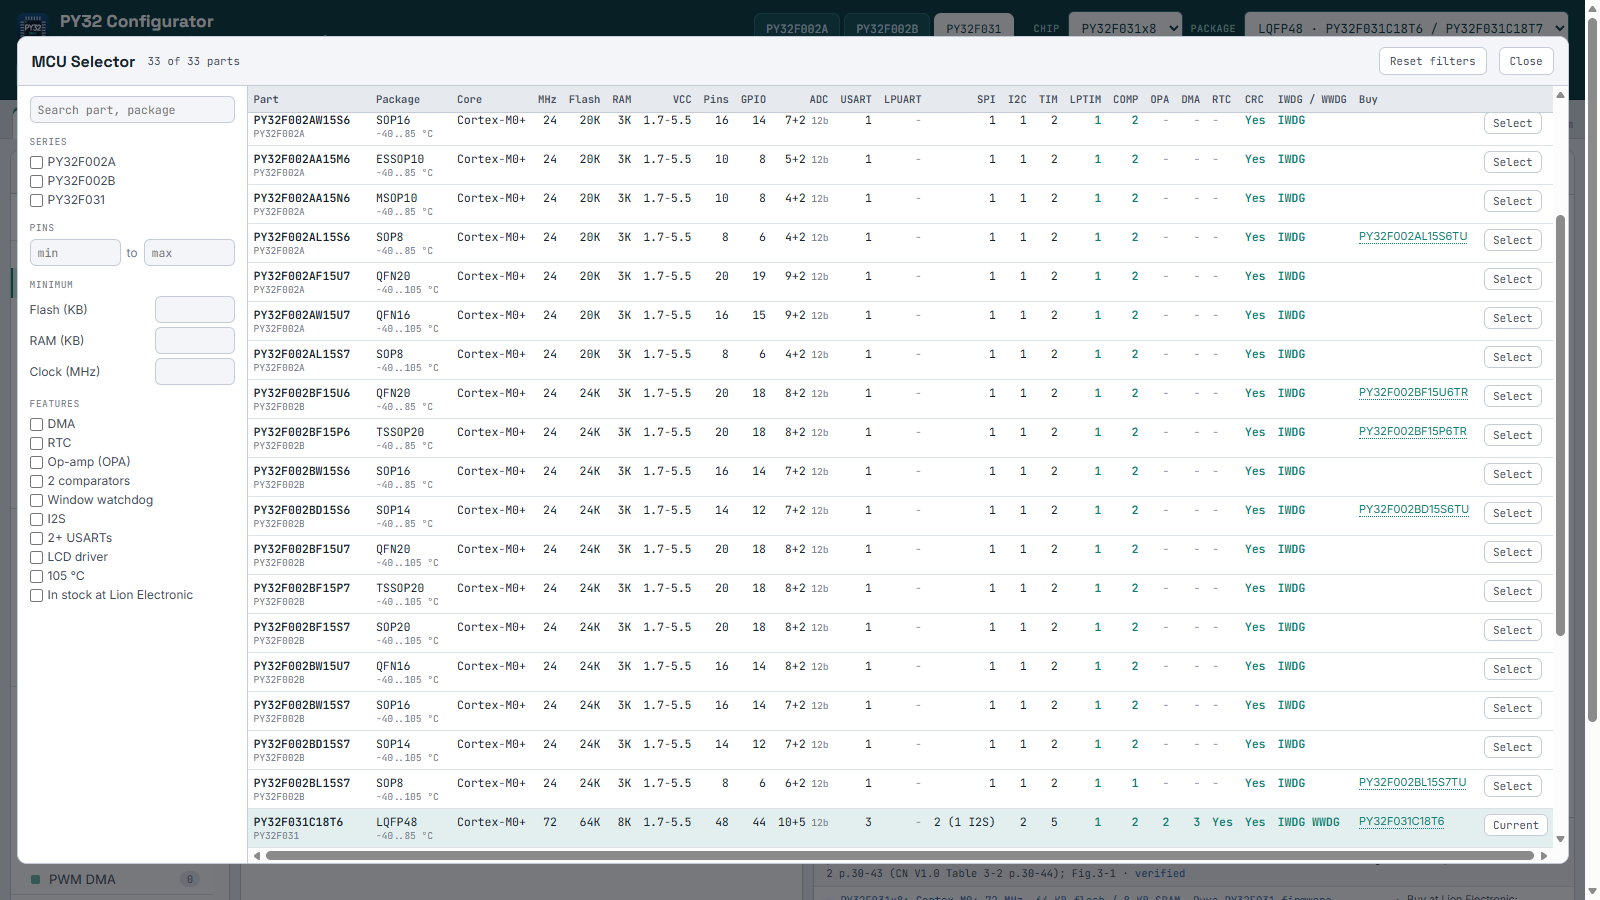 PY32 Configurator
PY32F002A PY32F002B PY32F031 CHIP PY32F031x8 PACKAGE LQFP48 · PY32F031C18T6 / PY32F031C18T7
MCU Selector 33 of 33 parts Reset filters Close
Search part, package
SERIES
PY32F002A
PY32F002B
PY32F031
PINS
min to max
MINIMUM
Flash (KB)
RAM (KB)
Clock (MHz)
FEATURES
DMA
RTC
Op-amp (OPA)
2 comparators
Window watchdog
I2S
2+ USARTs
LCD driver
105 °C
In stock at Lion Electronic
Part Package Core MHz Flash RAM VCC Pins GPIO ADC USART LPUART SPI I2C TIM LPTIM COMP OPA DMA RTC CRC IWDG / WWDG Buy
PY32F002AW15S6 SOP16 Cortex-M0+ 24 20K 3K 1.7-5.5 16 14 7+2 12b 1 - 1 1 2 1 2 - - - Yes IWDG Select
PY32F002A -40..85 °C
PY32F002AA15M6 ESSOP10 Cortex-M0+ 24 20K 3K 1.7-5.5 10 8 5+2 12b 1 - 1 1 2 1 2 - - - Yes IWDG Select
PY32F002A -40..85 °C
PY32F002AA15N6 MSOP10 Cortex-M0+ 24 20K 3K 1.7-5.5 10 8 4+2 12b 1 - 1 1 2 1 2 - - - Yes IWDG Select
PY32F002A -40..85 °C
PY32F002AL15S6 SOP8 Cortex-M0+ 24 20K 3K 1.7-5.5 8 6 4+2 12b 1 - 1 1 2 1 2 - - - Yes IWDG PY32F002AL15S6TU Select
PY32F002A -40..85 °C
PY32F002AF15U7 QFN20 Cortex-M0+ 24 20K 3K 1.7-5.5 20 19 9+2 12b 1 - 1 1 2 1 2 - - - Yes IWDG Select
PY32F002A -40..105 °C
PY32F002AW15U7 QFN16 Cortex-M0+ 24 20K 3K 1.7-5.5 16 15 9+2 12b 1 - 1 1 2 1 2 - - - Yes IWDG Select
PY32F002A -40..105 °C
PY32F002AL15S7 SOP8 Cortex-M0+ 24 20K 3K 1.7-5.5 8 6 4+2 12b 1 - 1 1 2 1 2 - - - Yes IWDG Select
PY32F002A -40..105 °C
PY32F002BF15U6 QFN20 Cortex-M0+ 24 24K 3K 1.7-5.5 20 18 8+2 12b 1 - 1 1 2 1 2 - - - Yes IWDG PY32F002BF15U6TR Select
PY32F002B -40..85 °C
PY32F002BF15P6 TSSOP20 Cortex-M0+ 24 24K 3K 1.7-5.5 20 18 8+2 12b 1 - 1 1 2 1 2 - - - Yes IWDG PY32F002BF15P6TR Select
PY32F002B -40..85 °C
PY32F002BW15S6 SOP16 Cortex-M0+ 24 24K 3K 1.7-5.5 16 14 7+2 12b 1 - 1 1 2 1 2 - - - Yes IWDG Select
PY32F002B -40..85 °C
PY32F002BD15S6 SOP14 Cortex-M0+ 24 24K 3K 1.7-5.5 14 12 7+2 12b 1 - 1 1 2 1 2 - - - Yes IWDG PY32F002BD15S6TU Select
PY32F002B -40..85 °C
PY32F002BF15U7 QFN20 Cortex-M0+ 24 24K 3K 1.7-5.5 20 18 8+2 12b 1 - 1 1 2 1 2 - - - Yes IWDG Select
PY32F002B -40..105 °C
PY32F002BF15P7 TSSOP20 Cortex-M0+ 24 24K 3K 1.7-5.5 20 18 8+2 12b 1 - 1 1 2 1 2 - - - Yes IWDG Select
PY32F002B -40..105 °C
PY32F002BF15S7 SOP20 Cortex-M0+ 24 24K 3K 1.7-5.5 20 18 8+2 12b 1 - 1 1 2 1 2 - - - Yes IWDG Select
PY32F002B -40..105 °C
PY32F002BW15U7 QFN16 Cortex-M0+ 24 24K 3K 1.7-5.5 16 14 8+2 12b 1 - 1 1 2 1 2 - - - Yes IWDG Select
PY32F002B -40..105 °C
PY32F002BW15S7 SOP16 Cortex-M0+ 24 24K 3K 1.7-5.5 16 14 7+2 12b 1 - 1 1 2 1 2 - - - Yes IWDG Select
PY32F002B -40..105 °C
PY32F002BD15S7 SOP14 Cortex-M0+ 24 24K 3K 1.7-5.5 14 12 7+2 12b 1 - 1 1 2 1 2 - - - Yes IWDG Select
PY32F002B -40..105 °C
PY32F002BL15S7 SOP8 Cortex-M0+ 24 24K 3K 1.7-5.5 8 6 6+2 12b 1 - 1 1 2 1 1 - - - Yes IWDG PY32F002BL15S7TU Select
PY32F002B -40..105 °C
PY32F031C18T6 LQFP48 Cortex-M0+ 72 64K 8K 1.7-5.5 48 44 10+5 12b 3 - 2 (1 I2S) 2 5 1 2 2 3 Yes Yes IWDG WWDG PY32F031C18T6 Current
PY32F031 -40..85 °C
PWM DMA 0
2 p.30-43 (CN V1.0 Table 3-2 p.30-44); Fig.3-1 · verified